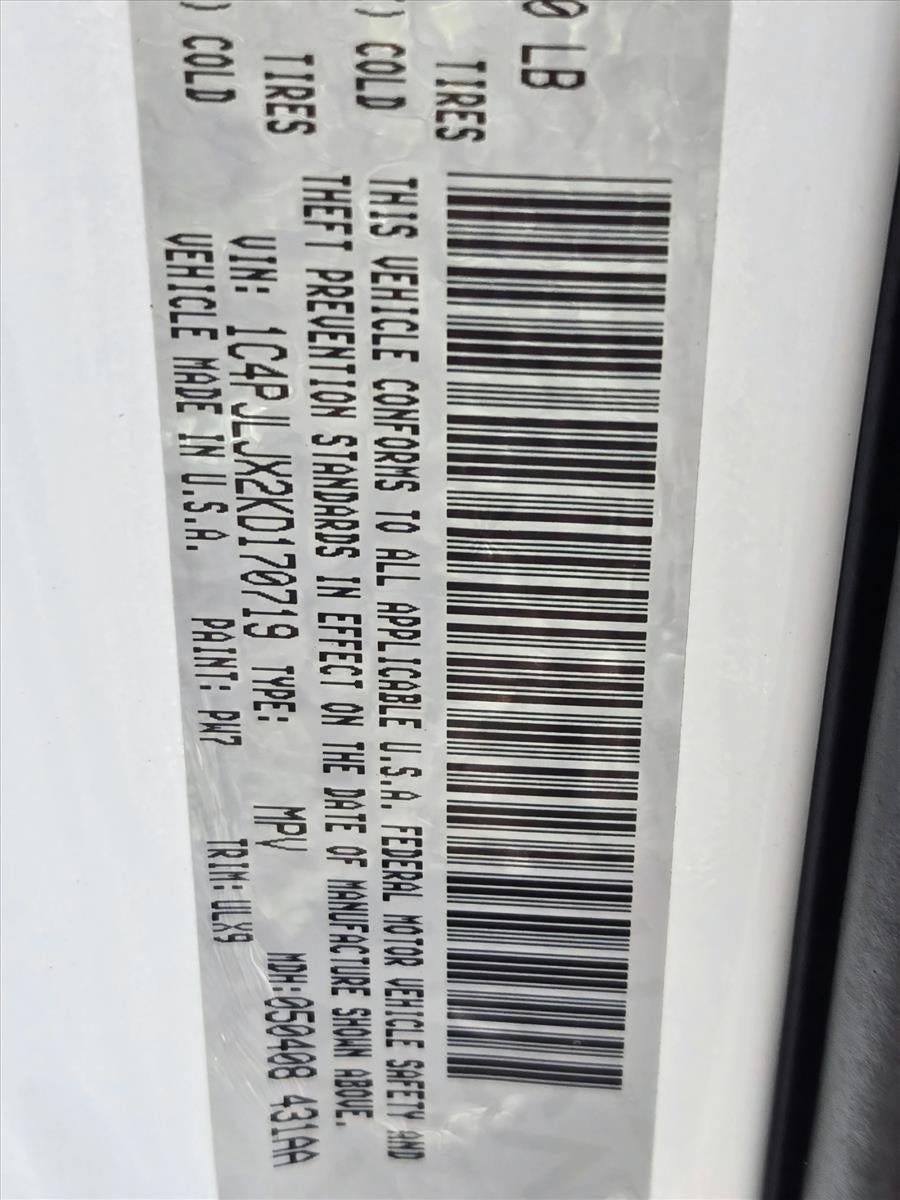 0 LB
TIRES
) COLD
TIRES
) COLD
THIS VEHICLE CONFORMS TO ALL APPLICABLE U.S.A. FEDERAL MOTOR VEHICLE SAFETY AND
THEFT PREVENTION STANDARDS IN EFFECT ON THE DATE OF MANUFACTURE SHOWN ABOVE.
VIN: 1C4PJLJX2KD170719 TYPE: MPV MDH:050408 431AA
VEHICLE MADE IN U.S.A. PAINT: PW7 TRIM:ULX9